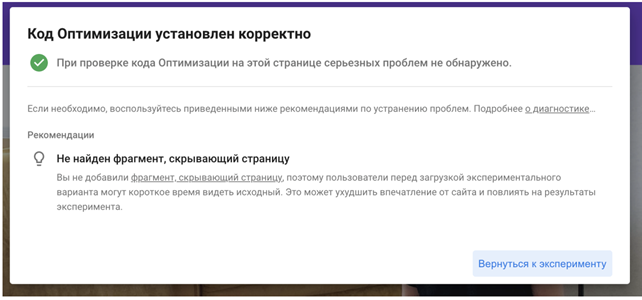 Код Оптимизации установлен корректно
При проверке кода Оптимизации на этой странице серьезных проблем не обнаружено.
Если необходимо, воспользуйтесь приведенными ниже рекомендациями по устранению проблем. Подробнее о диагностике…
Рекомендации
Не найден фрагмент, скрывающий страницу
Вы не добавили фрагмент, скрывающий страницу, поэтому пользователи перед загрузкой экспериментального
варианта могут короткое время видеть исходный. Это может ухудшить впечатление от сайта и повлиять на результаты
эксперимента.
Вернуться к эксперименту